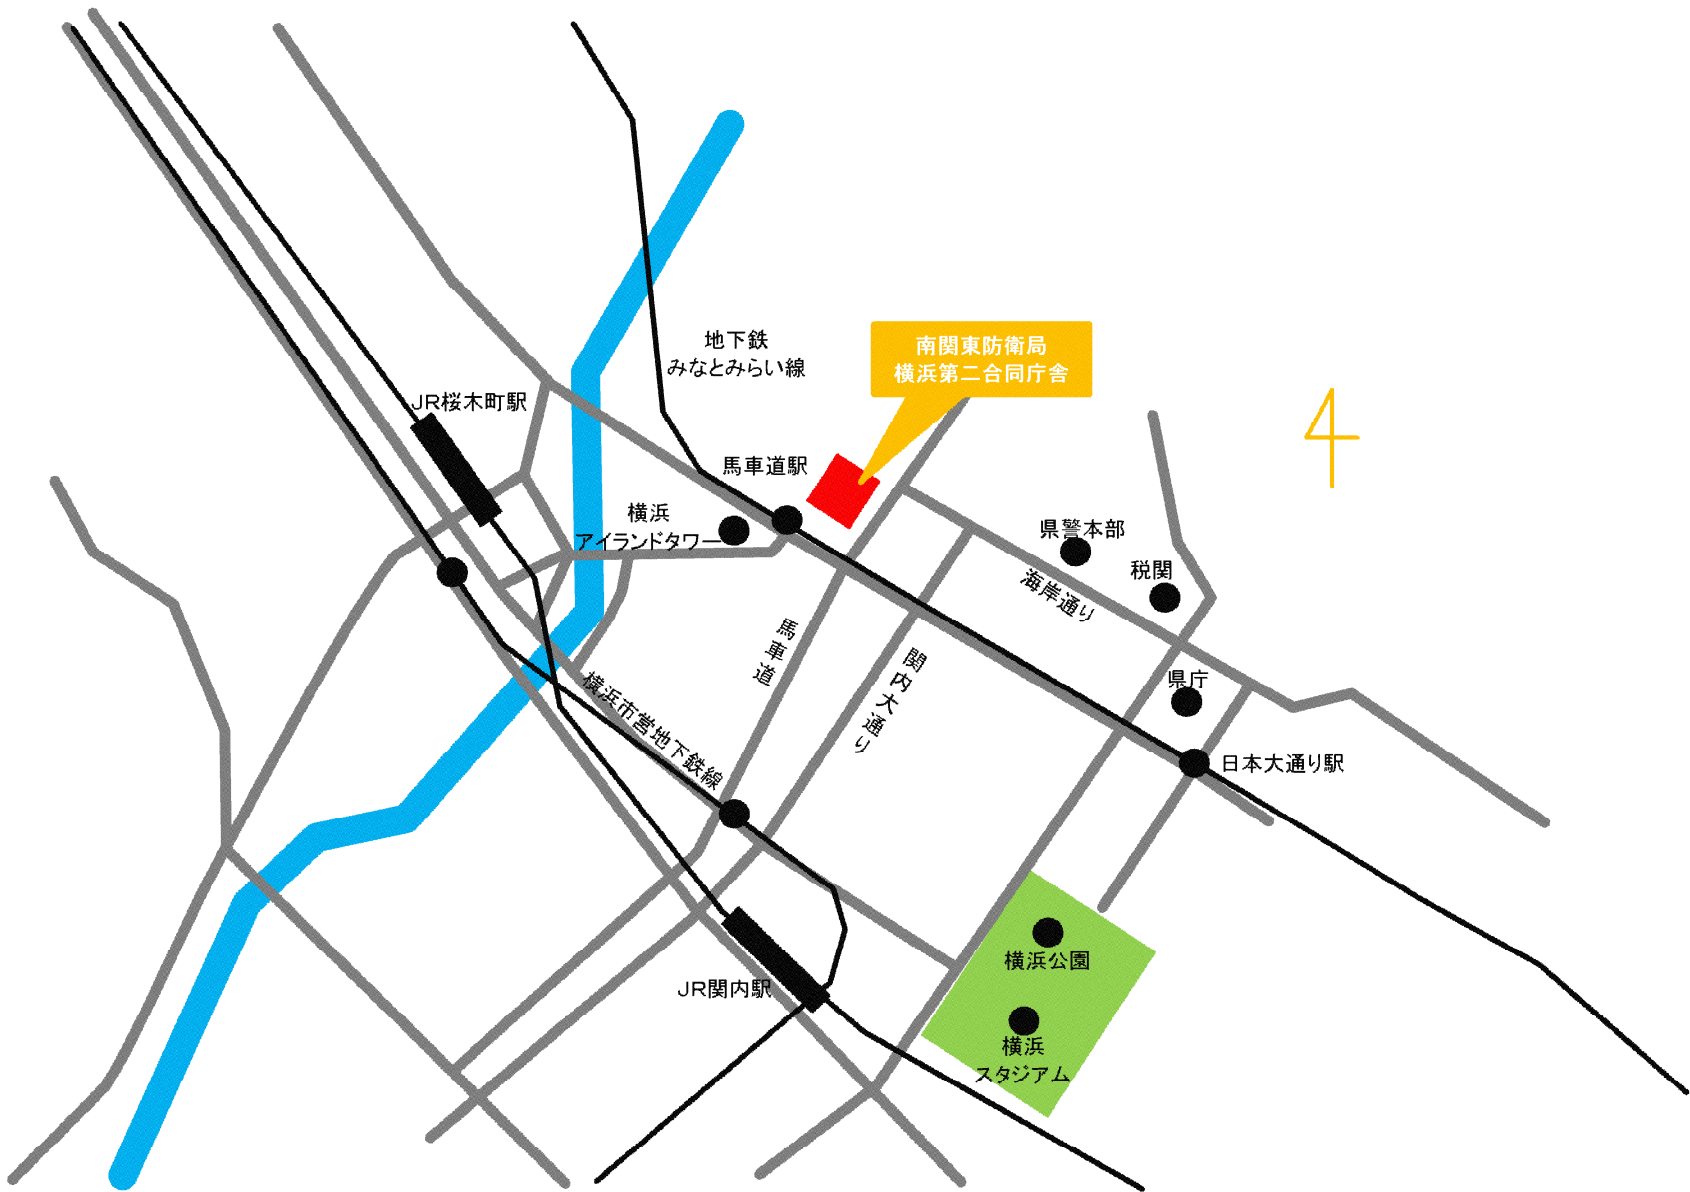 地下鉄
みなとみらい線
南関東防衛局
横浜第二合同庁舎
JR桜木町駅
馬車道駅
横浜
アイランドタワー
県警本部
税関
海岸通り
馬車道
関内大通り
県庁
横浜市営地下鉄線
日本大通り駅
横浜公園
JR関内駅
横浜
スタジアム